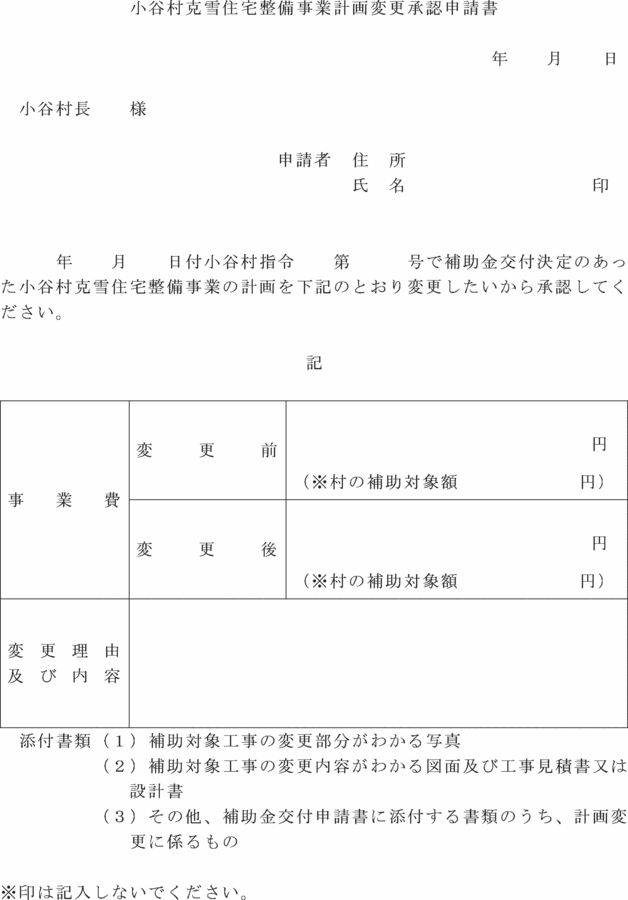 小谷村克雪住宅整備事業計画変更承認申請書
年　　月　　日
小谷村長　　様
申請者　住　所
氏　名　　　　　　　　　　印
年　　月　　日付小谷村指令　　第　　　号で補助金交付決定のあっ
た小谷村克雪住宅整備事業の計画を下記のとおり変更したいから承認してく
ださい。
記
事　業　費
変　更　前
円
（※村の補助対象額　　　　　　　円）
変　更　後
円
（※村の補助対象額　　　　　　　円）
変更理由
及び内容
添付書類（１）補助対象工事の変更部分がわかる写真
（２）補助対象工事の変更内容がわかる図面及び工事見積書又は
設計書
（３）その他、補助金交付申請書に添付する書類のうち、計画変
更に係るもの
※印は記入しないでください。